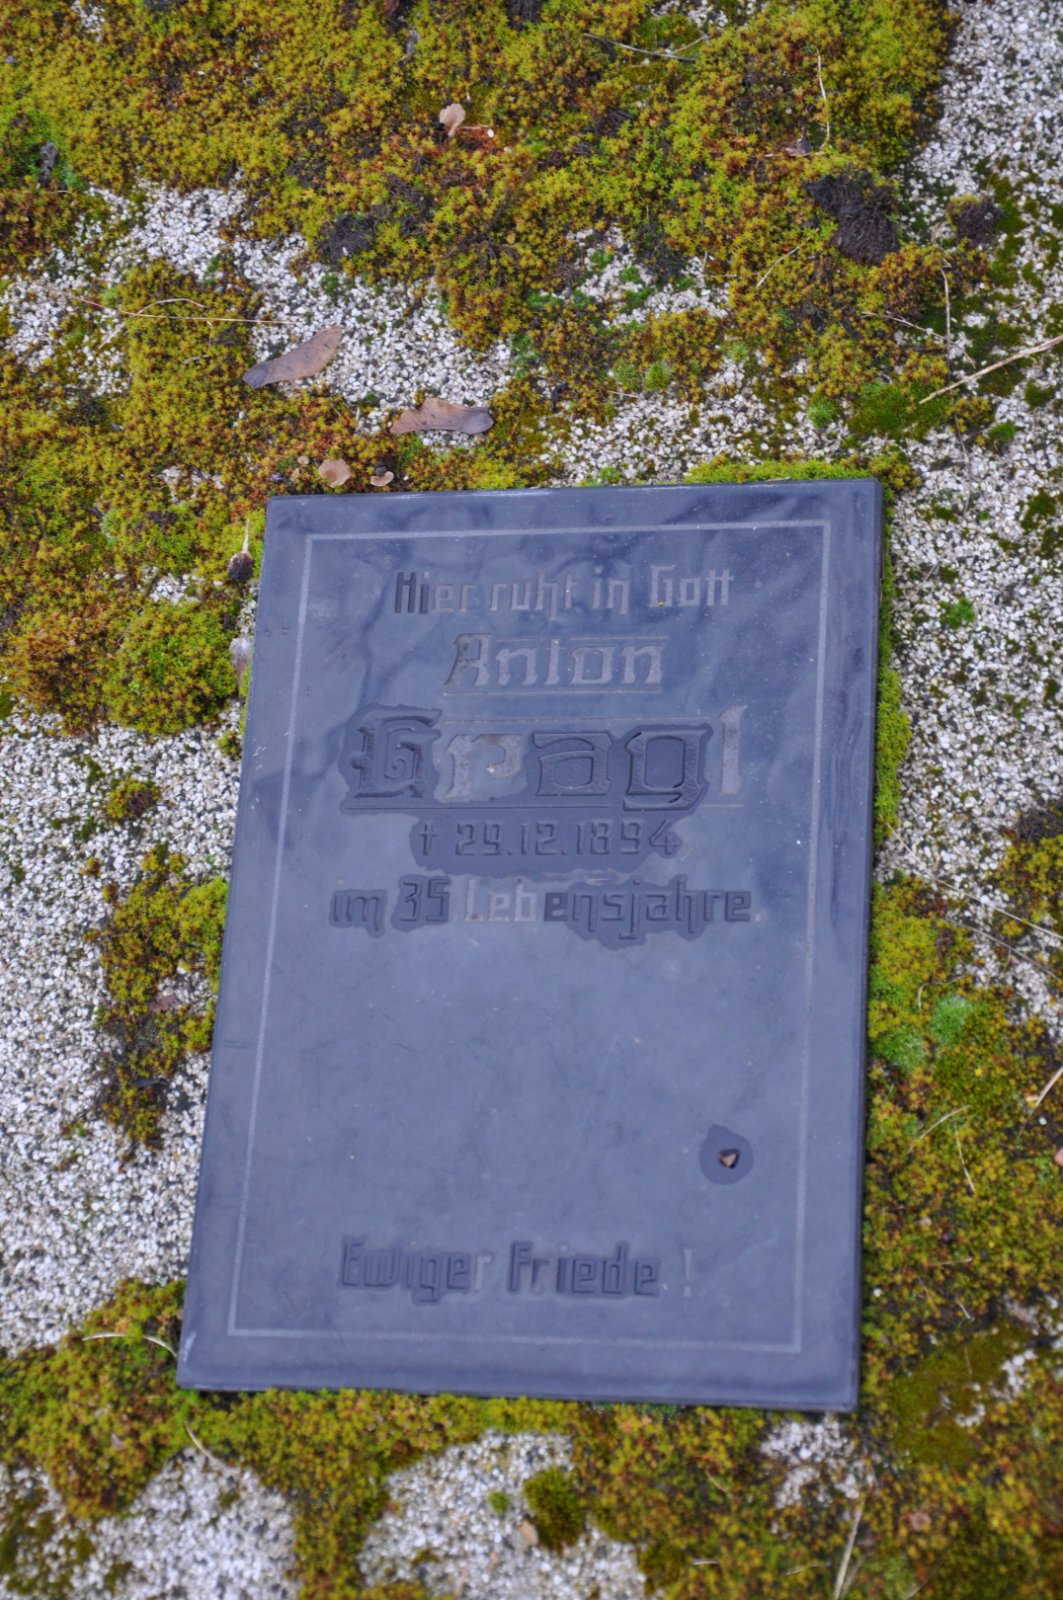 Hier ruht in Gott
Anton
Gragl
† 29.12.1894
im 35. Lebensjahre.
Ewiger Friede !